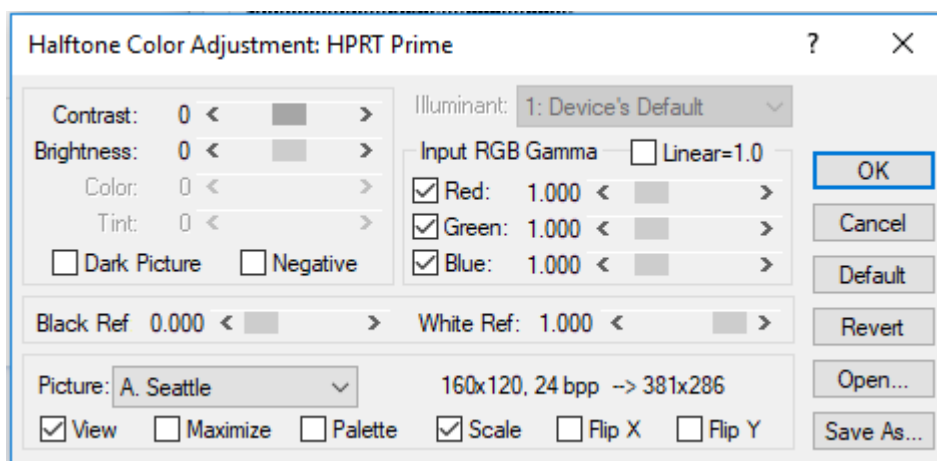 Halftone Color Adjustment: HPRT Prime ?
Contrast: 0
Brightness: 0
Color: 0
Tint: 0
Dark Picture Negative
Illuminant: 1: Device's Default
Input RGB Gamma Linear=1.0
Red: 1.000
Green: 1.000
Blue: 1.000
Black Ref 0.000 White Ref: 1.000
Picture: A. Seattle 160x120, 24 bpp --> 381x286
View Maximize Palette Scale Flip X Flip Y
OK
Cancel
Default
Revert
Open...
Save As...